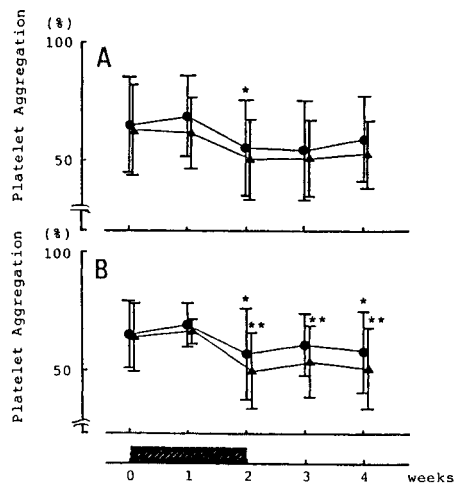 (%)
100
A
*
50
Platelet Aggregation
(%)
100
B
*
**
**
*
**
50
Platelet Aggregation
0 1 2 3 4 weeks